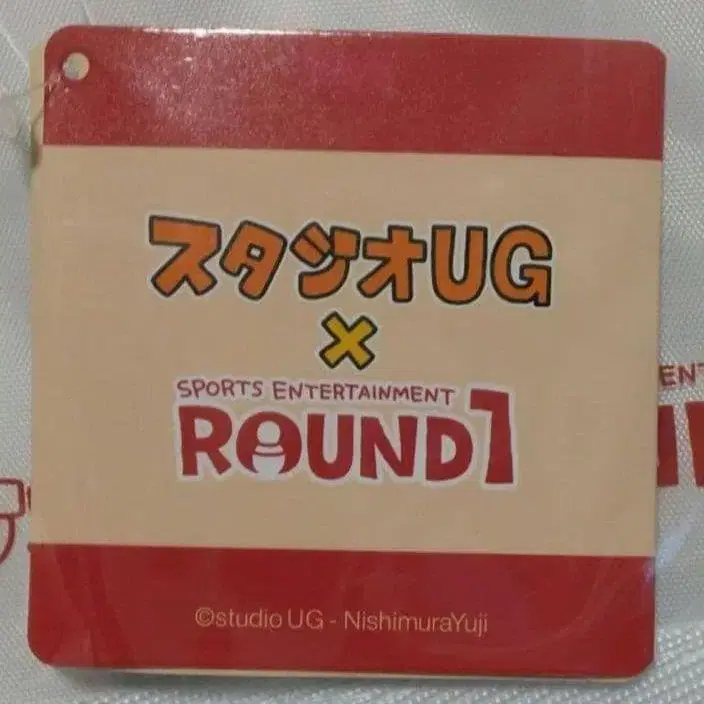 スタジオUG
×
SPORTS ENTERTAINMENT
ROUND1
©studio UG - NishimuraYuji